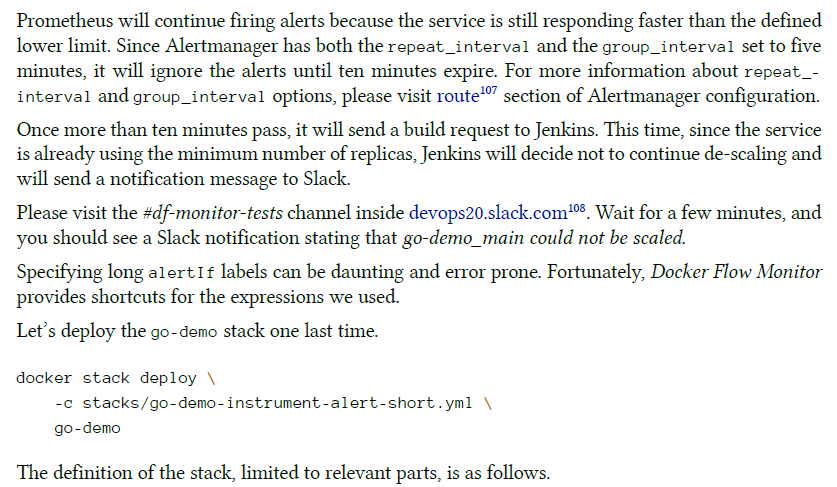 Prometheus will continue firing alerts because the service is still responding faster than the defined
lower limit. Since Alertmanager has both the repeat_interval and the group_interval set to five
minutes, it will ignore the alerts until ten minutes expire. For more information about repeat_-
interval and group_interval options, please visit route¹⁰⁷ section of Alertmanager configuration.
Once more than ten minutes pass, it will send a build request to Jenkins. This time, since the service
is already using the minimum number of replicas, Jenkins will decide not to continue de-scaling and
will send a notification message to Slack.
Please visit the #df-monitor-tests channel inside devops20.slack.com¹⁰⁸. Wait for a few minutes, and
you should see a Slack notification stating that go-demo_main could not be scaled.
Specifying long alertIf labels can be daunting and error prone. Fortunately, Docker Flow Monitor
provides shortcuts for the expressions we used.
Let's deploy the go-demo stack one last time.
docker stack deploy \
    -c stacks/go-demo-instrument-alert-short.yml \
    go-demo
The definition of the stack, limited to relevant parts, is as follows.